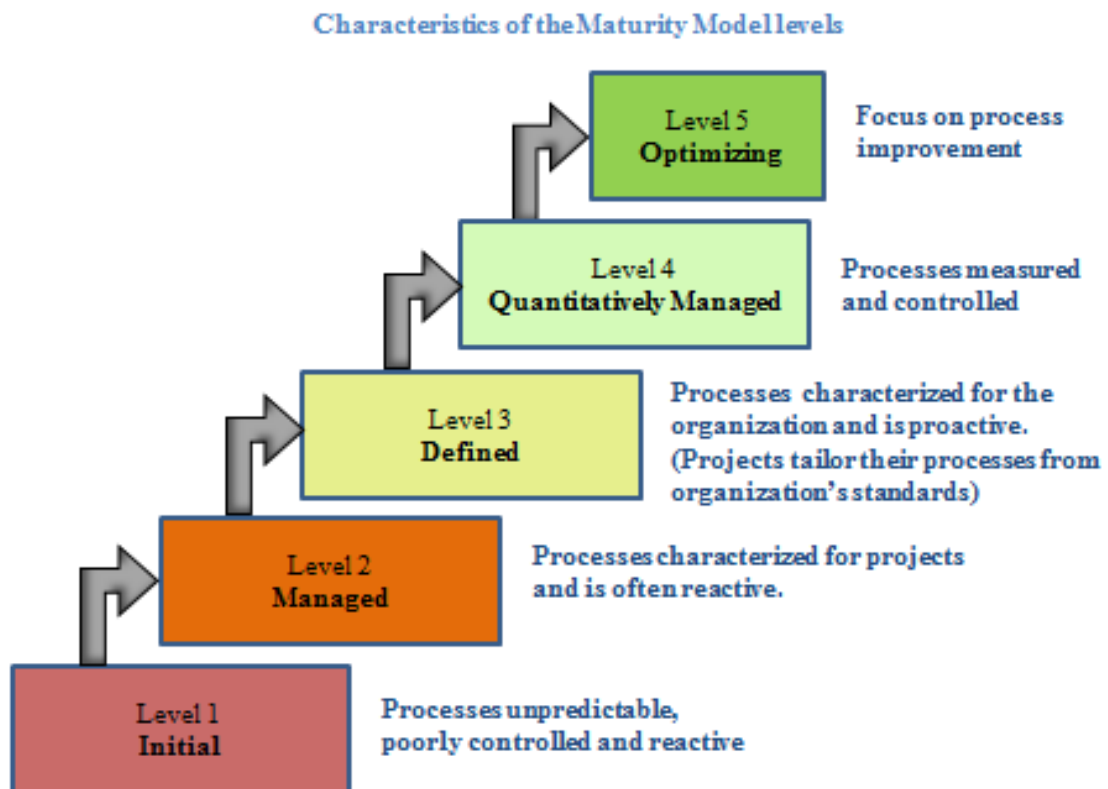 Characteristics of the Maturity Model levels
Level 5
Optimizing
Focus on process
improvement
Level 4
Quantitatively Managed
Processes measured
and controlled
Level 3
Defined
Processes characterized for the
organization and is proactive.
(Projects tailor their processes from
organization's standards)
Level 2
Managed
Processes characterized for projects
and is often reactive.
Level 1
Initial
Processes unpredictable,
poorly controlled and reactive